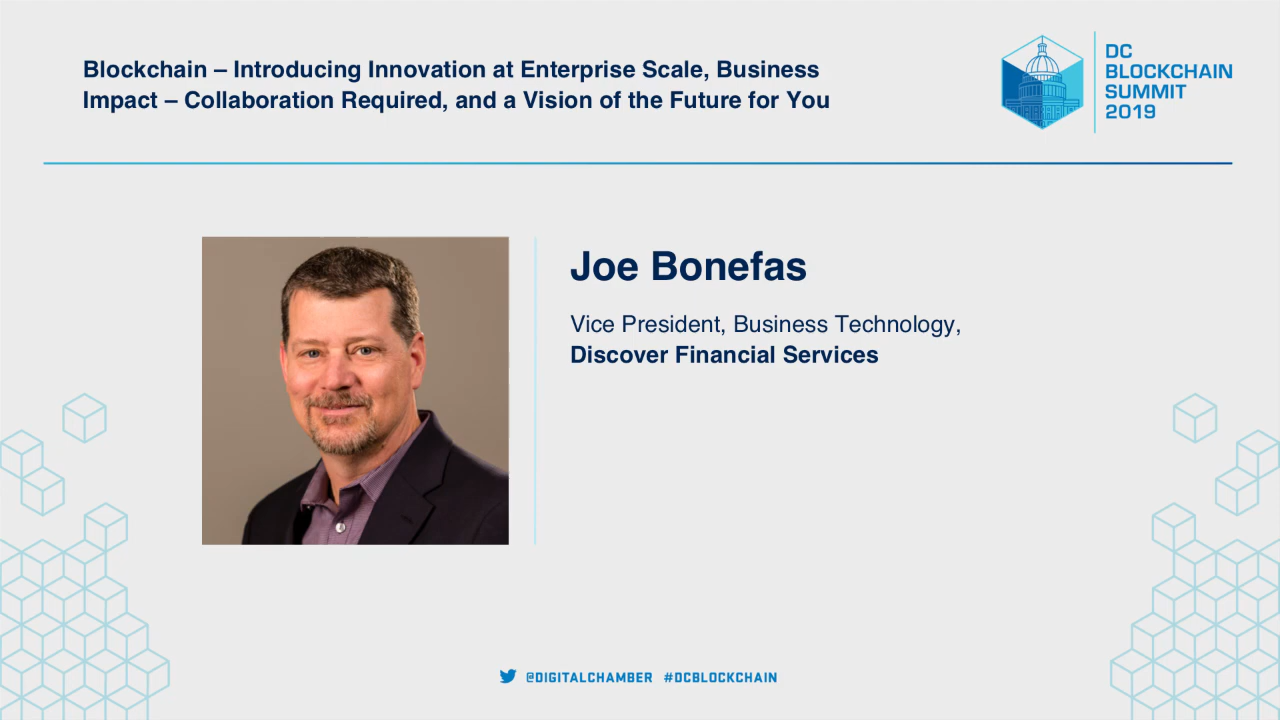 Blockchain – Introducing Innovation at Enterprise Scale, Business
Impact – Collaboration Required, and a Vision of the Future for You
DC
BLOCKCHAIN
SUMMIT
2019
Joe Bonefas
Vice President, Business Technology,
Discover Financial Services
@DIGITALCHAMBER #DCBLOCKCHAIN